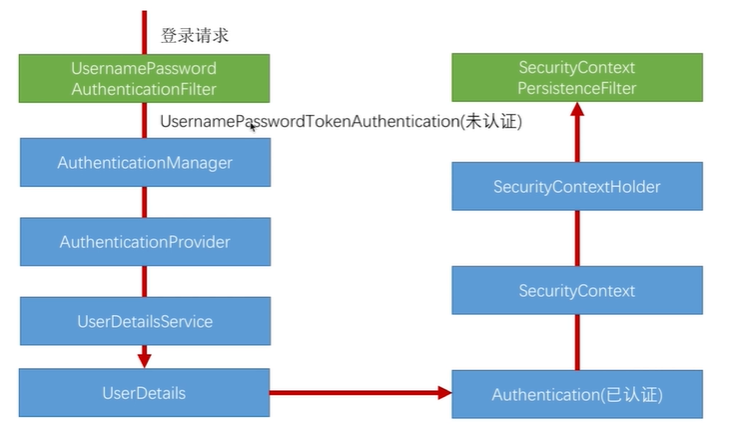 登录请求
UsernamePassword
AuthenticationFilter
UsernamePasswordTokenAuthentication(未认证)
AuthenticationManager
AuthenticationProvider
UserDetailsService
UserDetails
SecurityContext
PersistenceFilter
SecurityContextHolder
SecurityContext
Authentication(已认证)